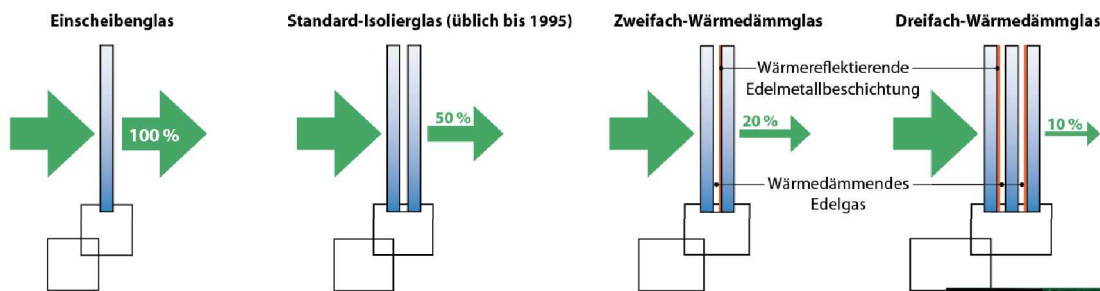 Einscheibenglas
Standard-Isolierglas (üblich bis 1995)
Zweifach-Wärmedämmglas
Dreifach-Wärmedämmglas
100 %
50 %
Wärmereflektierende
Edelmetallbeschichtung
20 %
10 %
Wärmedämmendes
Edelgas